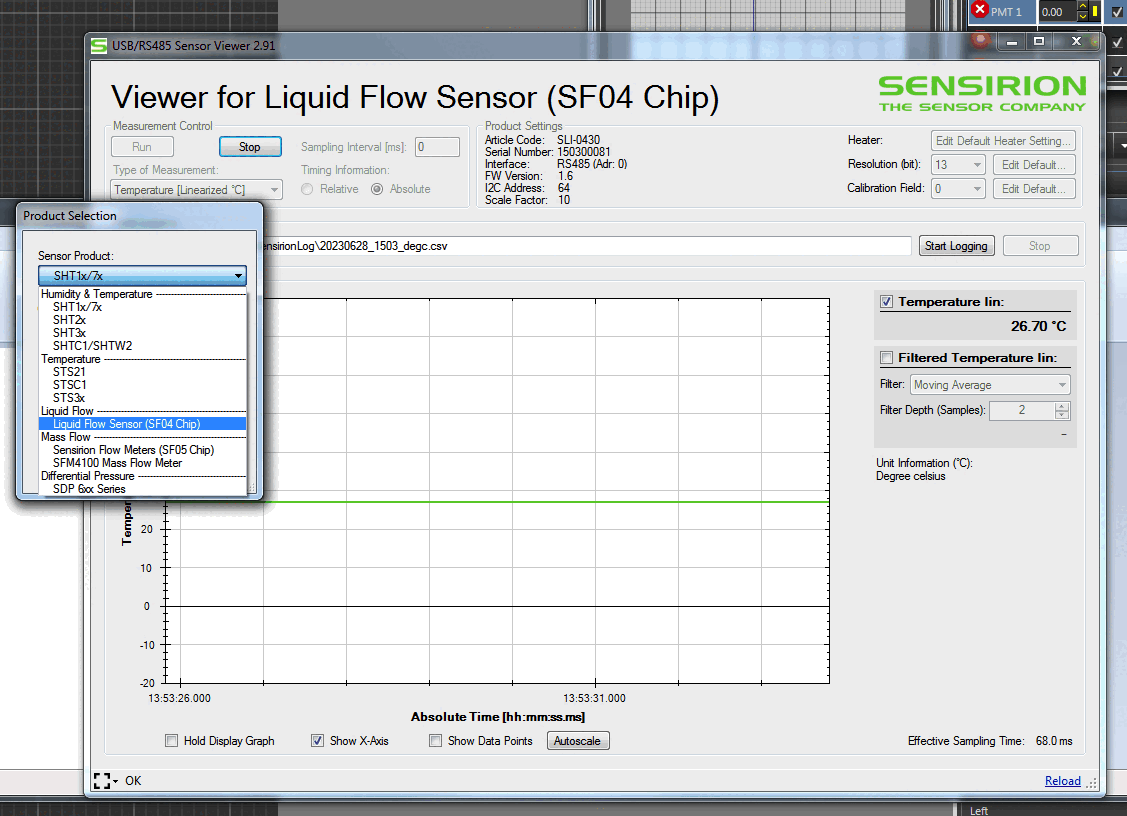 PMT 1
0.00
USB/RS485 Sensor Viewer 2.91
Viewer for Liquid Flow Sensor (SF04 Chip)
SENSIRION
THE SENSOR COMPANY
Measurement Control
Run
Stop
Sampling Interval [ms]:
0
Type of Measurement:
Timing Information:
Temperature [Linearized °C]
Relative
Absolute
Product Settings
Article Code: SLI-0430
Serial Number: 150300081
Interface: RS485 (Adr: 0)
FW Version: 1.6
I2C Address: 64
Scale Factor: 10
Heater:
Edit Default Heater Setting...
Resolution (bit):
13
Edit Default...
Calibration Field:
0
Edit Default...
Product Selection
Sensor Product:
SHT1x/7x
Humidity & Temperature
SHT1x/7x
SHT2x
SHT3x
SHTC1/SHTW2
Temperature
STS21
STSC1
STS3x
Liquid Flow
Liquid Flow Sensor (SF04 Chip)
Mass Flow
Sensirion Flow Meters (SF05 Chip)
SFM4100 Mass Flow Meter
Differential Pressure
SDP 6xx Series
ensirionLog\20230628_1503_degc.csv
Start Logging
Stop
Temperature lin:
26.70 °C
Filtered Temperature lin:
Filter:
Moving Average
Filter Depth (Samples):
2
–
Unit Information (°C):
Degree celsius
Temper
20
10
0
-10
-20
13:53:26.000
13:53:31.000
Absolute Time [hh:mm:ss.ms]
Hold Display Graph
Show X-Axis
Show Data Points
Autoscale
Effective Sampling Time: 68.0 ms
OK
Reload
Left